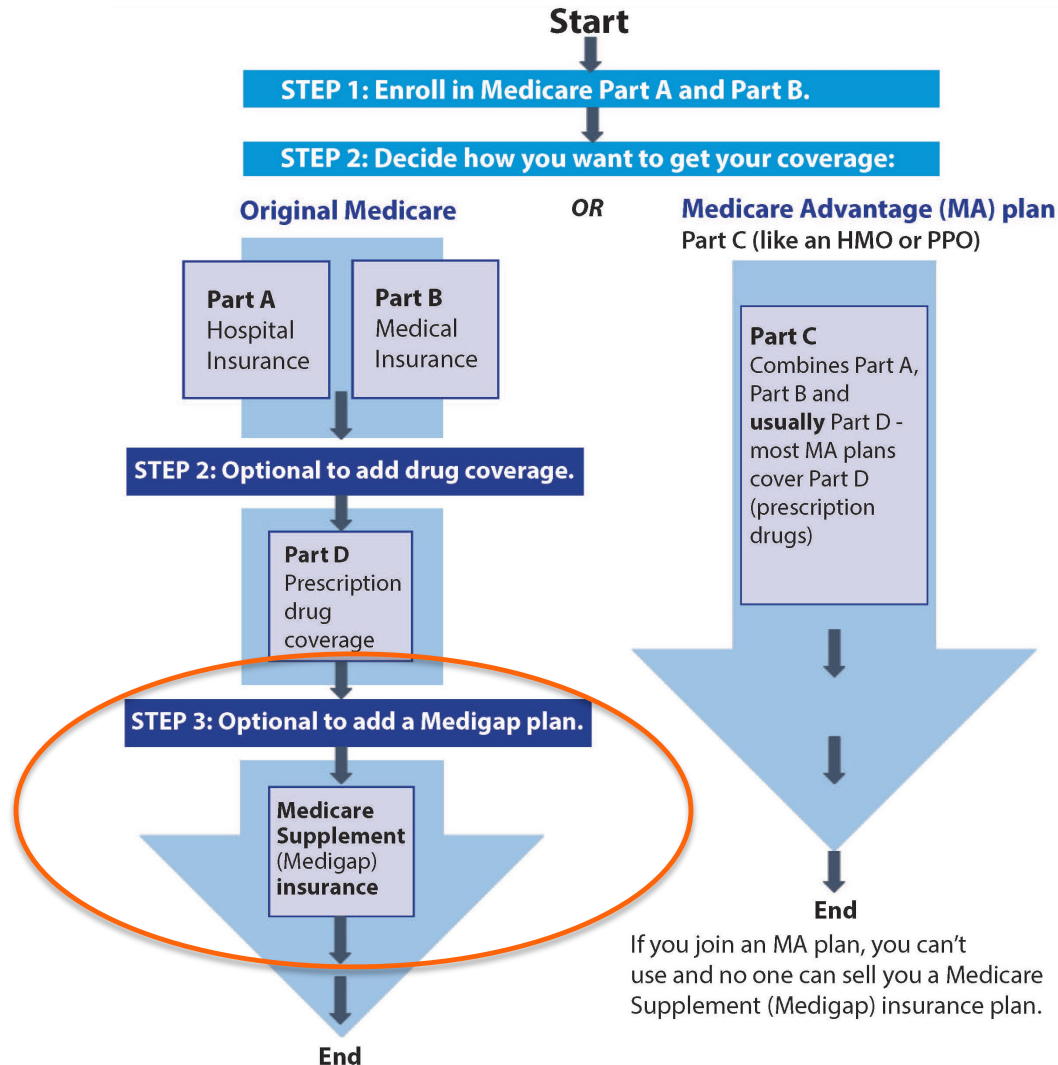 Start
STEP 1: Enroll in Medicare Part A and Part B.
STEP 2: Decide how you want to get your coverage:
Original Medicare
OR
Medicare Advantage (MA) plan
Part C (like an HMO or PPO)
Part A
Hospital
Insurance
Part B
Medical
Insurance
STEP 2: Optional to add drug coverage.
Part D
Prescription
drug
coverage
STEP 3: Optional to add a Medigap plan.
Medicare
Supplement
(Medigap)
insurance
End
Part C
Combines Part A,
Part B and
usually Part D -
most MA plans
cover Part D
(prescription
drugs)
End
If you join an MA plan, you can’t
use and no one can sell you a Medicare
Supplement (Medigap) insurance plan.